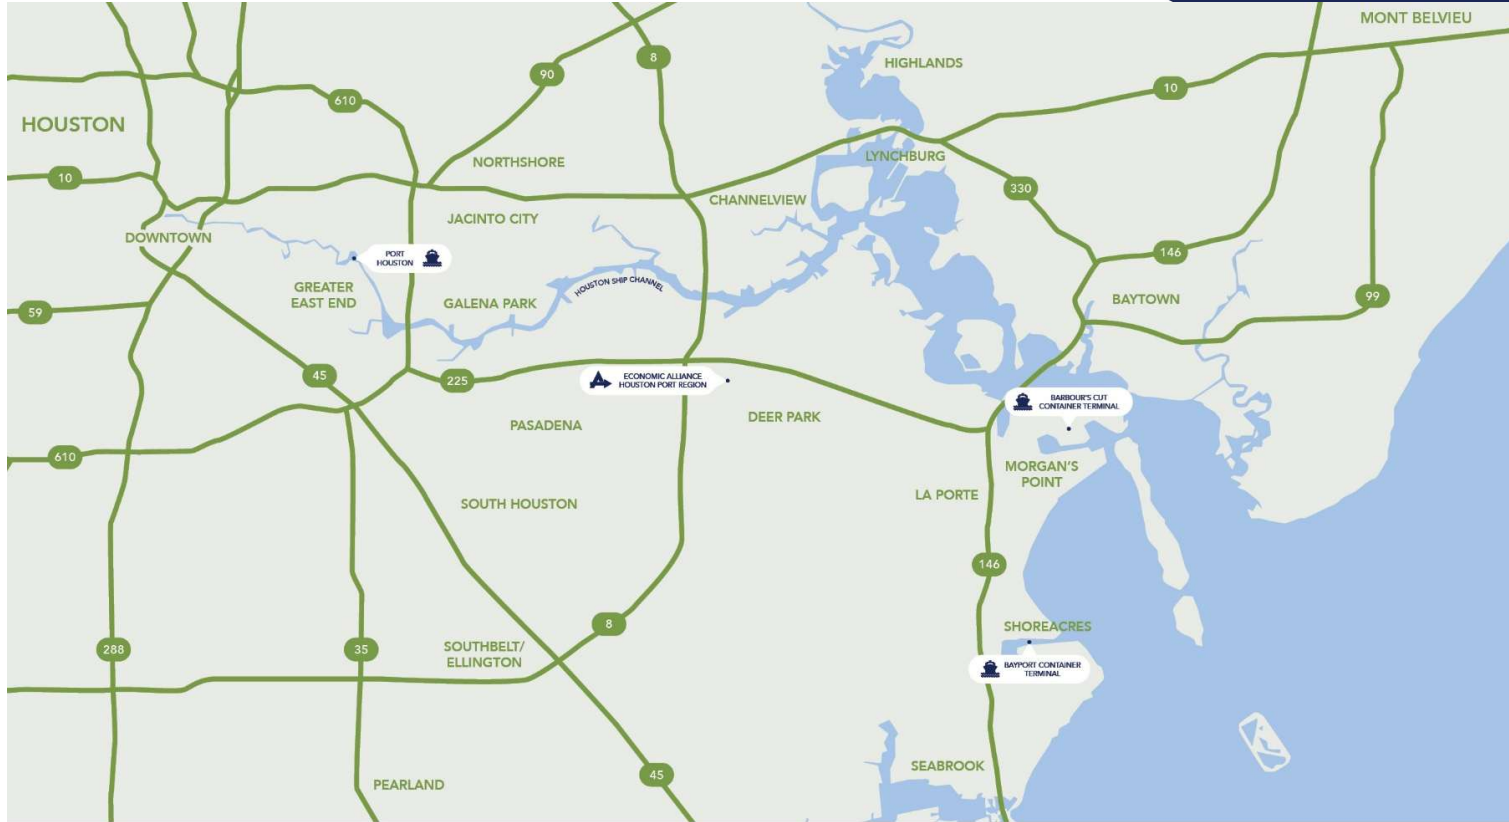 MONT BELVIEU
8
HIGHLANDS
90
10
610
HOUSTON
LYNCHBURG
NORTHSHORE
10
330
CHANNELVIEW
JACINTO CITY
DOWNTOWN
146
PORT
HOUSTON
HOUSTON SHIP CHANNEL
GREATER
EAST END
99
BAYTOWN
GALENA PARK
59
45
225
ECONOMIC ALLIANCE
HOUSTON PORT REGION
BARBOUR'S CUT
CONTAINER TERMINAL
DEER PARK
PASADENA
610
MORGAN'S
POINT
LA PORTE
SOUTH HOUSTON
146
8
SHOREACRES
288
35
SOUTHBELT/
ELLINGTON
BAYPORT CONTAINER
TERMINAL
SEABROOK
45
PEARLAND